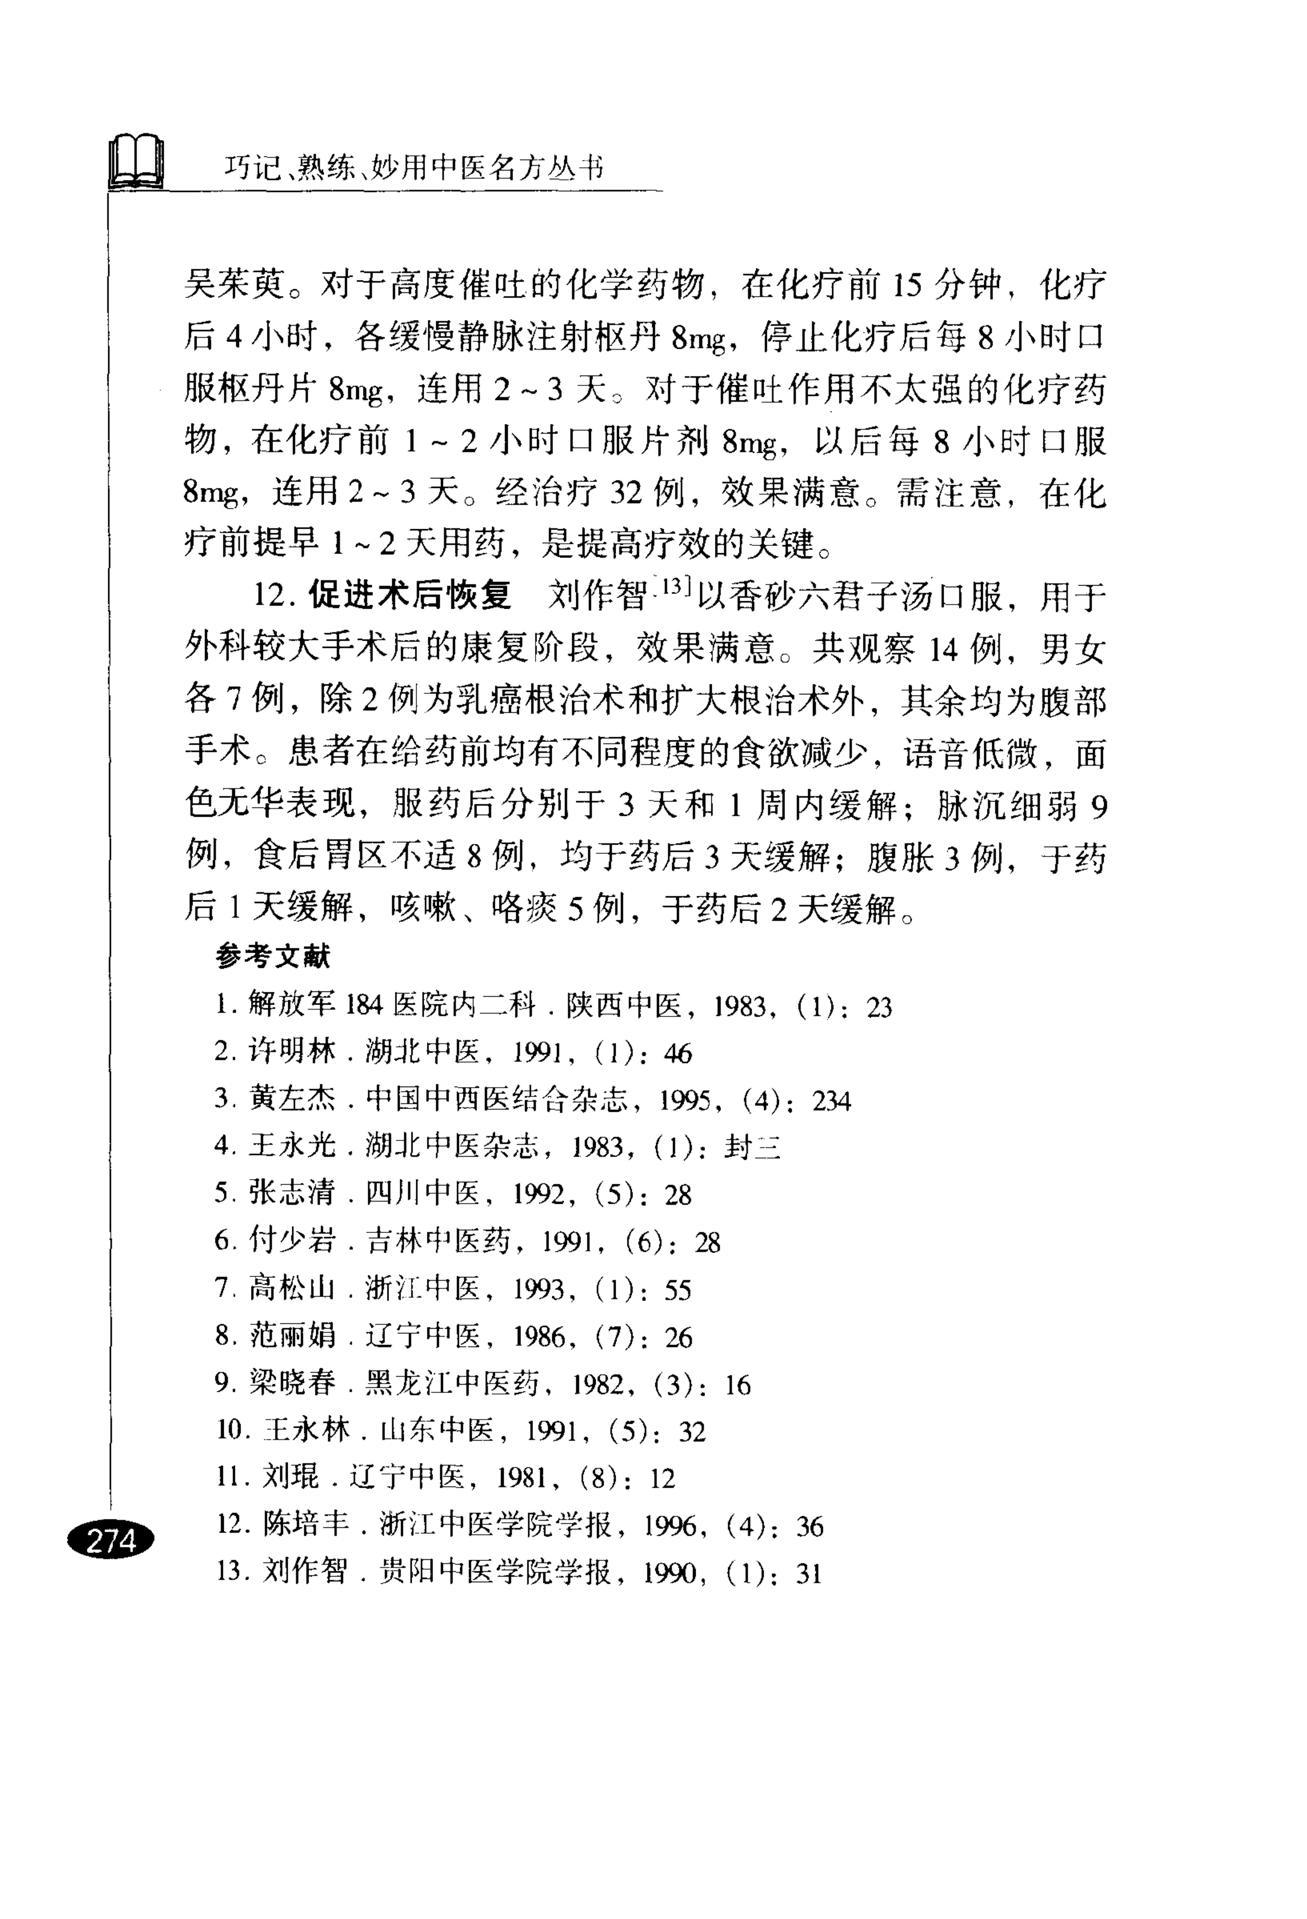 巧记、熟练、妙用中医名方丛书
吴茱萸。对于高度催吐的化学药物，在化疗前 15 分钟，化疗
后 4 小时，各缓慢静脉注射枢丹 8mg，停止化疗后每 8 小时口
服枢丹片 8mg，连用 2～3 天。对于催吐作用不太强的化疗药
物，在化疗前 1～2 小时口服片剂 8mg，以后每 8 小时口服
8mg，连用 2～3 天。经治疗 32 例，效果满意。需注意，在化
疗前提早 1～2 天用药，是提高疗效的关键。
12. 促进术后恢复 刘作智[13]以香砂六君子汤口服，用于
外科较大手术后的康复阶段，效果满意。共观察 14 例，男女
各 7 例，除 2 例为乳癌根治术和扩大根治术外，其余均为腹部
手术。患者在给药前均有不同程度的食欲减少，语音低微，面
色无华表现，服药后分别于 3 天和 1 周内缓解；脉沉细弱 9
例，食后胃区不适 8 例，均于药后 3 天缓解；腹胀 3 例，于药
后 1 天缓解，咳嗽、咯痰 5 例，于药后 2 天缓解。
参考文献
1. 解放军 184 医院内二科．陕西中医，1983，(1)：23
2. 许明林．湖北中医，1991，(1)：46
3. 黄左杰．中国中西医结合杂志，1995，(4)：234
4. 王永光．湖北中医杂志，1983，(1)：封三
5. 张志清．四川中医，1992，(5)：28
6. 付少岩．吉林中医药，1991，(6)：28
7. 高松山．浙江中医，1993，(1)：55
8. 范丽娟．辽宁中医，1986，(7)：26
9. 梁晓春．黑龙江中医药，1982，(3)：16
10. 王永林．山东中医，1991，(5)：32
11. 刘琨．辽宁中医，1981，(8)：12
12. 陈培丰．浙江中医学院学报，1996，(4)：36
13. 刘作智．贵阳中医学院学报，1990，(1)：31
274